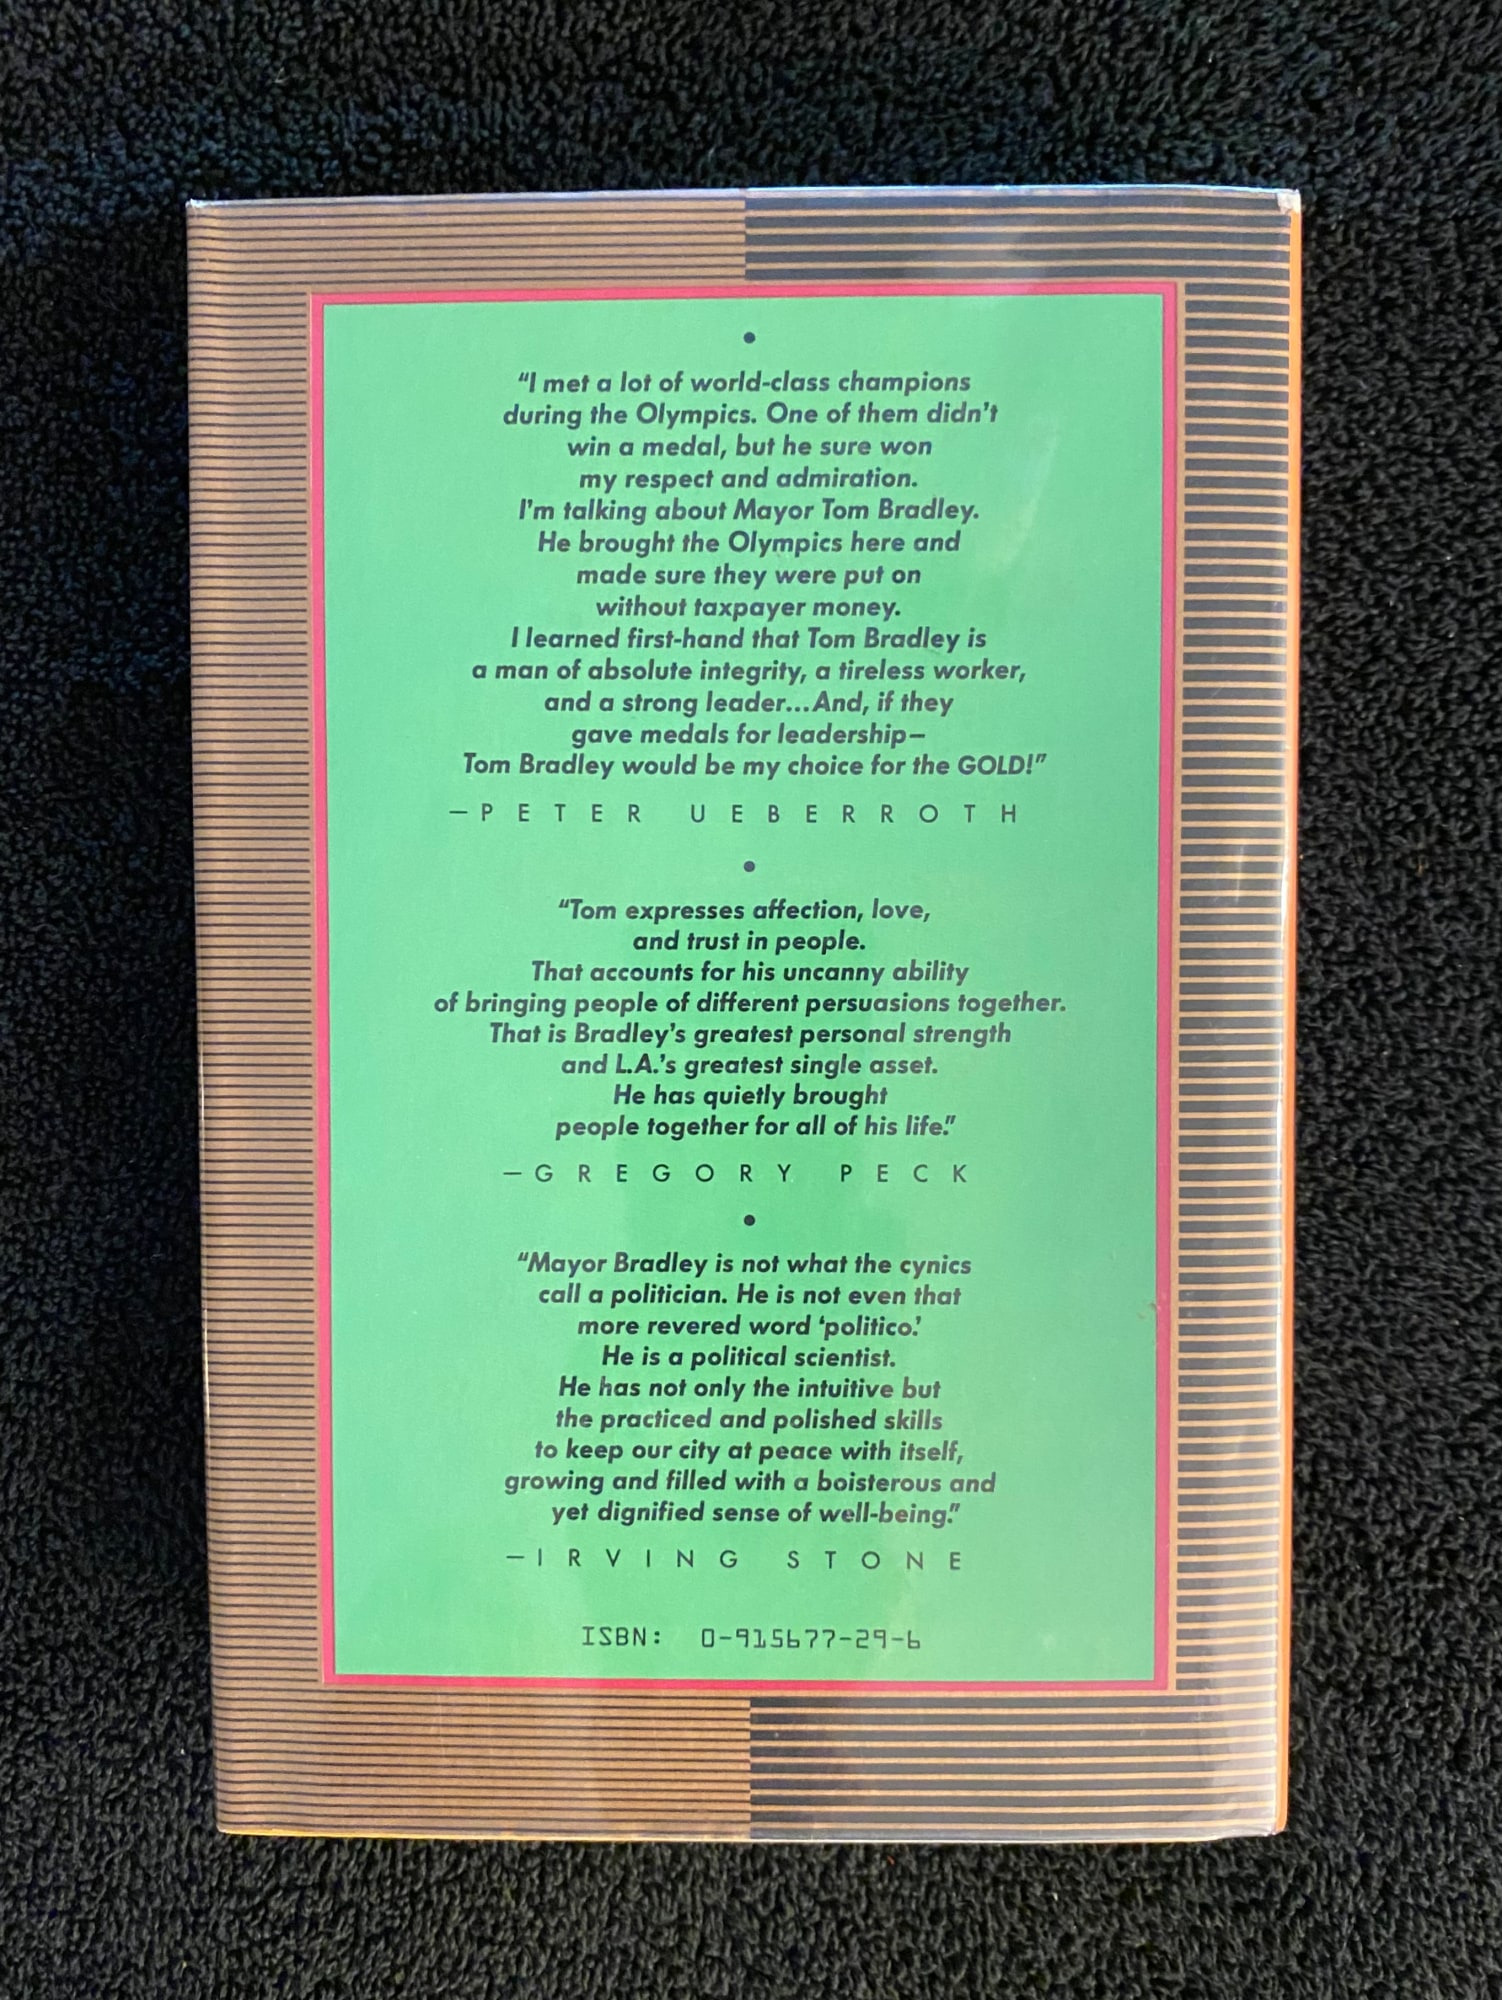 •
“I met a lot of world-class champions
during the Olympics. One of them didn’t
win a medal, but he sure won
my respect and admiration.
I’m talking about Mayor Tom Bradley.
He brought the Olympics here and
made sure they were put on
without taxpayer money.
I learned first-hand that Tom Bradley is
a man of absolute integrity, a tireless worker,
and a strong leader...And, if they
gave medals for leadership—
Tom Bradley would be my choice for the GOLD!”
—PETER UEBERROTH
•
“Tom expresses affection, love,
and trust in people.
That accounts for his uncanny ability
of bringing people of different persuasions together.
That is Bradley’s greatest personal strength
and L.A.’s greatest single asset.
He has quietly brought
people together for all of his life.”
—GREGORY PECK
•
“Mayor Bradley is not what the cynics
call a politician. He is not even that
more revered word ‘politico.’
He is a political scientist.
He has not only the intuitive but
the practiced and polished skills
to keep our city at peace with itself,
growing and filled with a boisterous and
yet dignified sense of well-being.”
—IRVING STONE
ISBN: 0-915677-29-6